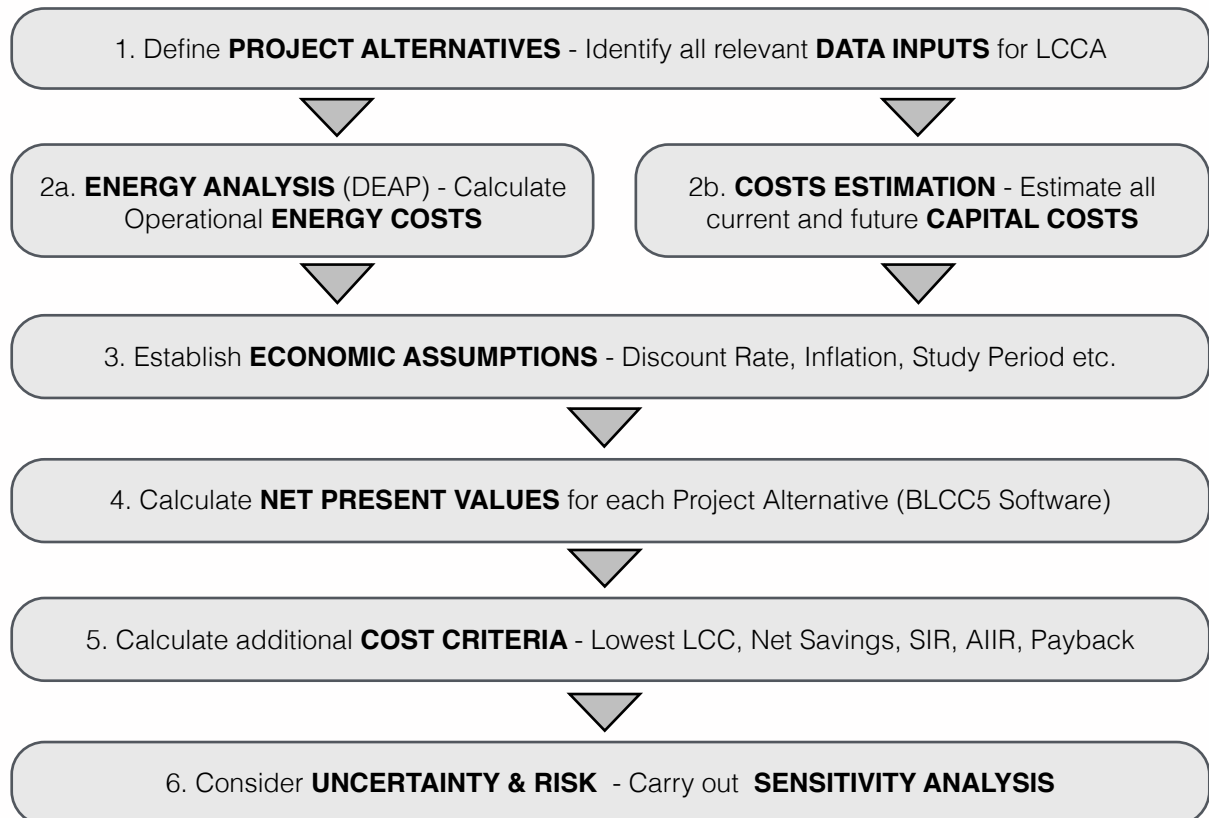 1. Define PROJECT ALTERNATIVES - Identify all relevant DATA INPUTS for LCCA
2a. ENERGY ANALYSIS (DEAP) - Calculate
Operational ENERGY COSTS
2b. COSTS ESTIMATION - Estimate all
current and future CAPITAL COSTS
3. Establish ECONOMIC ASSUMPTIONS - Discount Rate, Inflation, Study Period etc.
4. Calculate NET PRESENT VALUES for each Project Alternative (BLCC5 Software)
5. Calculate additional COST CRITERIA - Lowest LCC, Net Savings, SIR, AIIR, Payback
6. Consider UNCERTAINTY & RISK - Carry out SENSITIVITY ANALYSIS